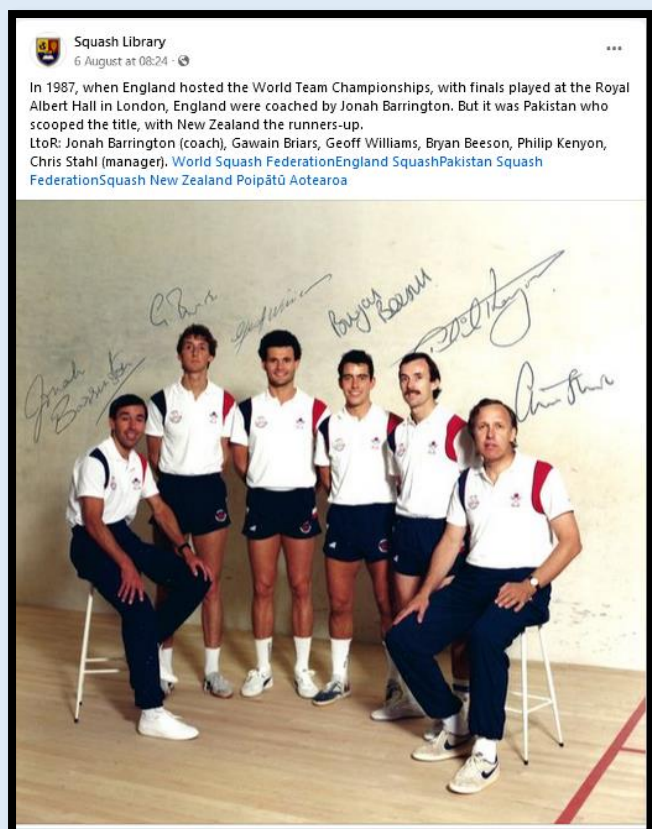 Squash Library
6 August at 08:24 ·
In 1987, when England hosted the World Team Championships, with finals played at the Royal
Albert Hall in London, England were coached by Jonah Barrington. But it was Pakistan who
scooped the title, with New Zealand the runners-up.
LtoR: Jonah Barrington (coach), Gawain Briars, Geoff Williams, Bryan Beeson, Philip Kenyon,
Chris Stahl (manager). World Squash FederationEngland SquashPakistan Squash
FederationSquash New Zealand Poipātū Aotearoa
Jonah
Barrington
Bryan
Beeson